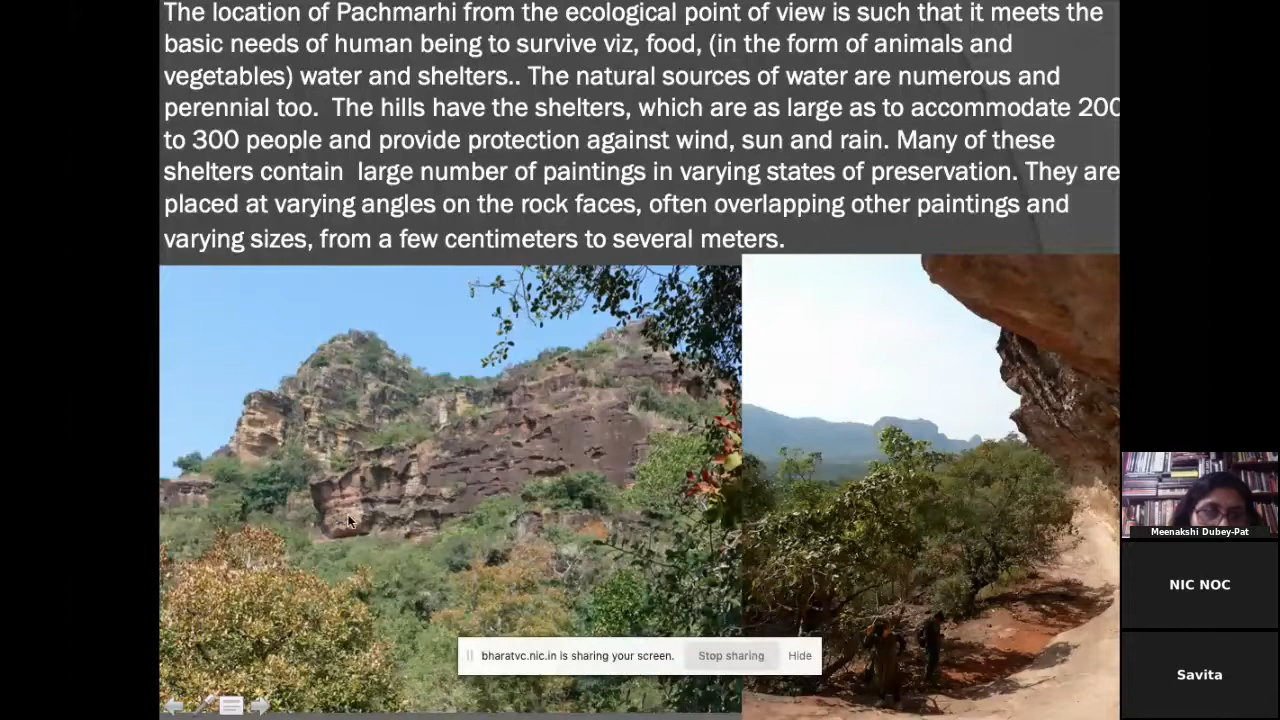 The location of Pachmarhi from the ecological point of view is such that it meets the
basic needs of human being to survive viz, food, (in the form of animals and
vegetables) water and shelters.. The natural sources of water are numerous and
perennial too.  The hills have the shelters, which are as large as to accommodate 200
to 300 people and provide protection against wind, sun and rain. Many of these
shelters contain  large number of paintings in varying states of preservation. They are
placed at varying angles on the rock faces, often overlapping other paintings and
varying sizes, from a few centimeters to several meters.
bharatvc.nic.in is sharing your screen. Stop sharing Hide
Meenakshi Dubey-Pat
NIC NOC
Savita